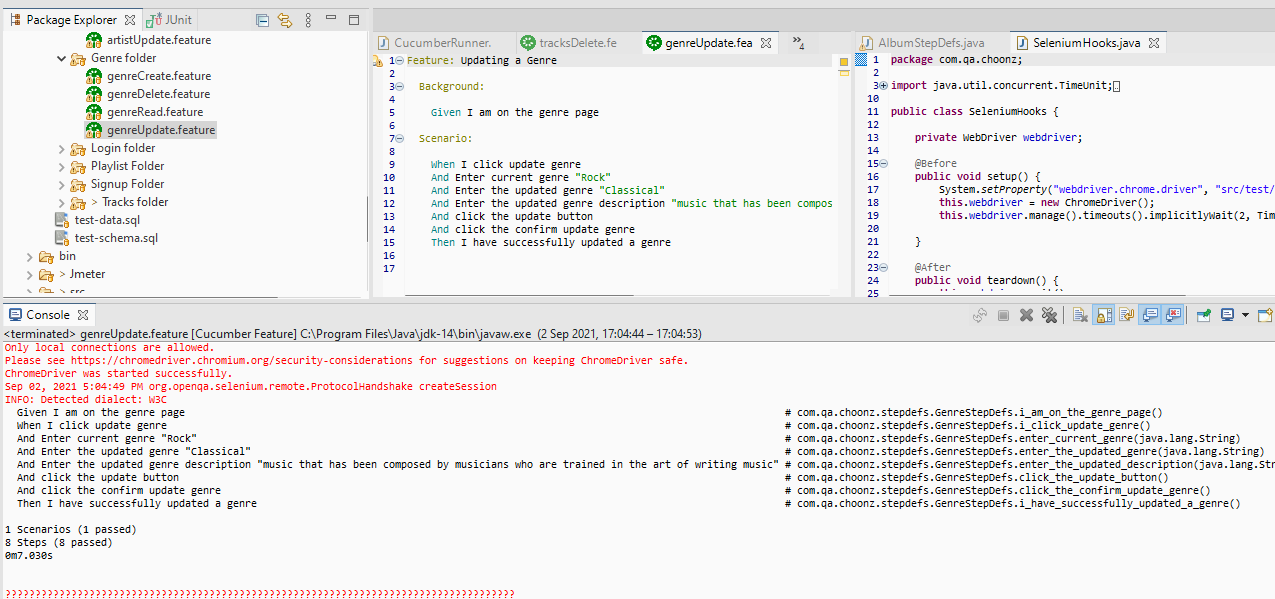 Package Explorer
JUnit
artistUpdate.feature
Genre folder
genreCreate.feature
genreDelete.feature
genreRead.feature
genreUpdate.feature
Login folder
Playlist Folder
Signup Folder
> Tracks folder
test-data.sql
test-schema.sql
bin
> Jmeter
> src
CucumberRunner.
tracksDelete.fe
genreUpdate.fea
»4
1 Feature: Updating a Genre
2
3 Background:
4
5 Given I am on the genre page
6
7 Scenario:
8
9 When I click update genre
10 And Enter current genre "Rock"
11 And Enter the updated genre "Classical"
12 And Enter the updated genre description "music that has been compos
13 And click the update button
14 And click the confirm update genre
15 Then I have successfully updated a genre
16
17
AlbumStepDefs.java
SeleniumHooks.java
1 package com.qa.choonz;
2
3 import java.util.concurrent.TimeUnit;
10
11 public class SeleniumHooks {
12
13 private WebDriver webdriver;
14
15 @Before
16 public void setup() {
17 System.setProperty("webdriver.chrome.driver", "src/test/
18 this.webdriver = new ChromeDriver();
19 this.webdriver.manage().timeouts().implicitlyWait(2, Tim
20
21 }
22
23 @After
24 public void teardown() {
25
Console
<terminated> genreUpdate.feature [Cucumber Feature] C:\Program Files\Java\jdk-14\bin\javaw.exe (2 Sep 2021, 17:04:44 – 17:04:53)
Only local connections are allowed.
Please see https://chromedriver.chromium.org/security-considerations for suggestions on keeping ChromeDriver safe.
ChromeDriver was started successfully.
Sep 02, 2021 5:04:49 PM org.openqa.selenium.remote.ProtocolHandshake createSession
INFO: Detected dialect: W3C
Given I am on the genre page # com.qa.choonz.stepdefs.GenreStepDefs.i_am_on_the_genre_page()
When I click update genre # com.qa.choonz.stepdefs.GenreStepDefs.i_click_update_genre()
And Enter current genre "Rock" # com.qa.choonz.stepdefs.GenreStepDefs.enter_current_genre(java.lang.String)
And Enter the updated genre "Classical" # com.qa.choonz.stepdefs.GenreStepDefs.enter_the_updated_genre(java.lang.String)
And Enter the updated genre description "music that has been composed by musicians who are trained in the art of writing music" # com.qa.choonz.stepdefs.GenreStepDefs.enter_the_updated_description(java.lang.Str
And click the update button # com.qa.choonz.stepdefs.GenreStepDefs.click_the_update_button()
And click the confirm update genre # com.qa.choonz.stepdefs.GenreStepDefs.click_the_confirm_update_genre()
Then I have successfully updated a genre # com.qa.choonz.stepdefs.GenreStepDefs.i_have_successfully_updated_a_genre()
1 Scenarios (1 passed)
8 Steps (8 passed)
0m7.030s
?????????????????????????????????????????????????????????????????????????????????????